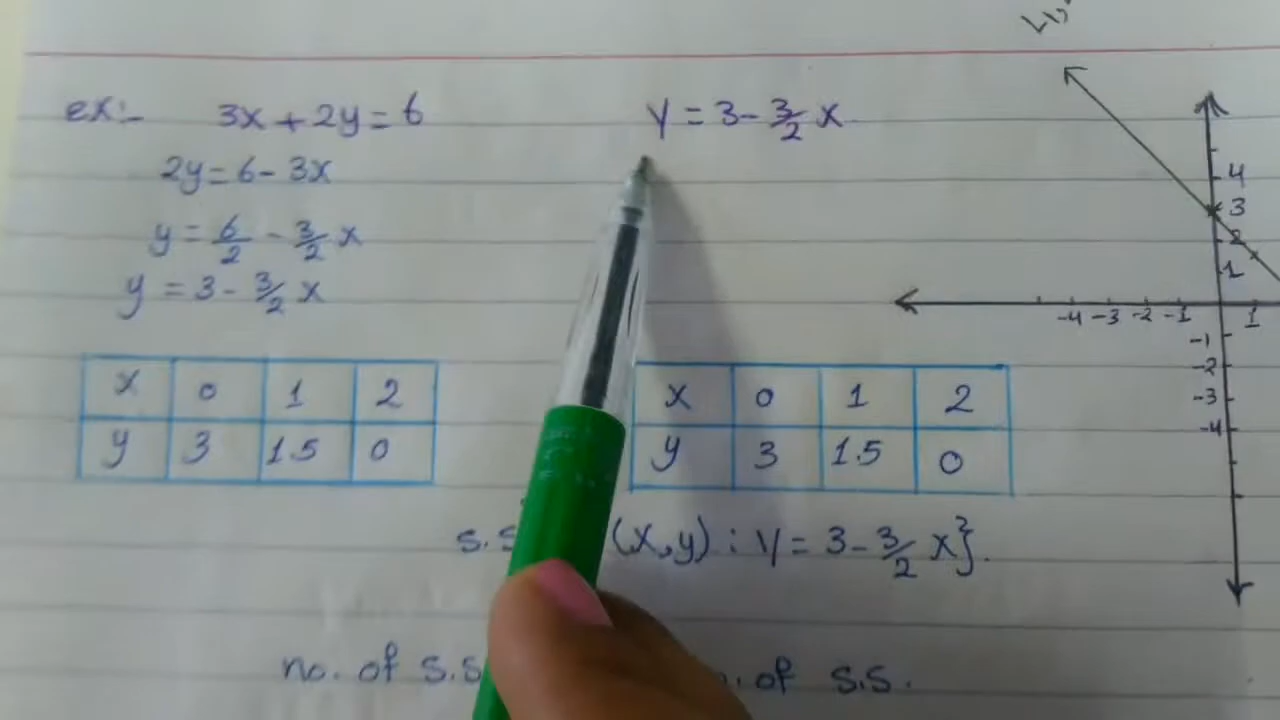 L1,
ex:- 3x + 2y = 6
y = 3 - 3/2 x
2y = 6 - 3x
y = 6/2 - 3/2 x
y = 3 - 3/2 x
x 0 1 2
y 3 1.5 0
x 0 1 2
y 3 1.5 0
s.s (x,y) : y = 3 - 3/2 x}.
no. of s.s
of s.s.
4
3
2
1
-4 -3 -2 -1 1
-1
-2
-3
-4